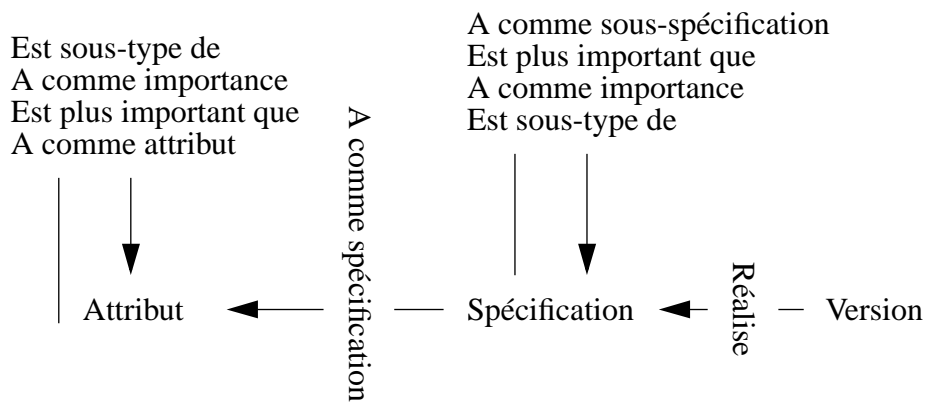 Est sous-type de
A comme importance
Est plus important que
A comme attribut
A comme spécification
A comme sous-spécification
Est plus important que
A comme importance
Est sous-type de
Attribut
Spécification
Réalise
Version